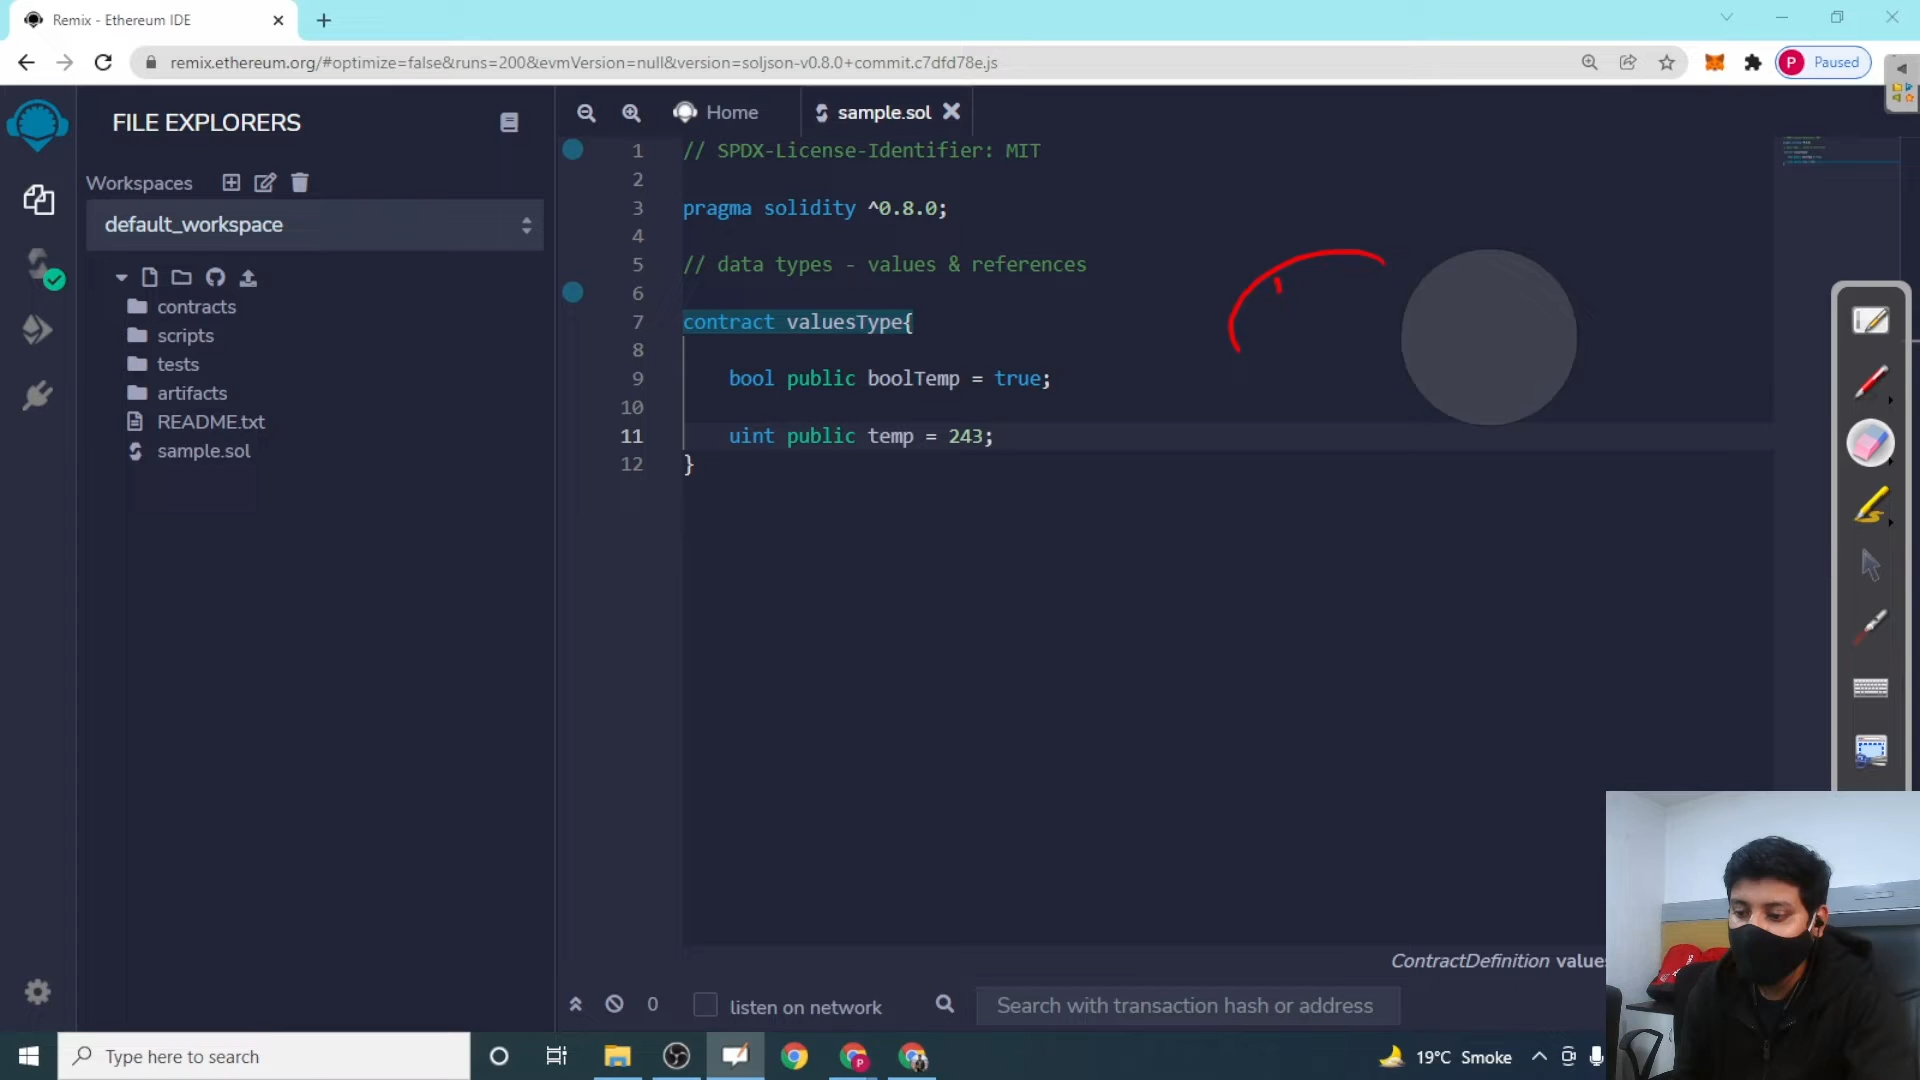 Remix - Ethereum IDE
remix.ethereum.org/#optimize=false&runs=200&evmVersion=null&version=soljson-v0.8.0+commit.c7dfd78e.js
P Paused
FILE EXPLORERS
Home
sample.sol
Workspaces
default_workspace
contracts
scripts
tests
artifacts
README.txt
sample.sol
1 // SPDX-License-Identifier: MIT
2
3 pragma solidity ^0.8.0;
4
5 // data types - values & references
6
7 contract valuesType{
8
9 bool public boolTemp = true;
10
11 uint public temp = 243;
12 }
ContractDefinition values
0
listen on network
Search with transaction hash or address
Type here to search
P
19°C Smoke